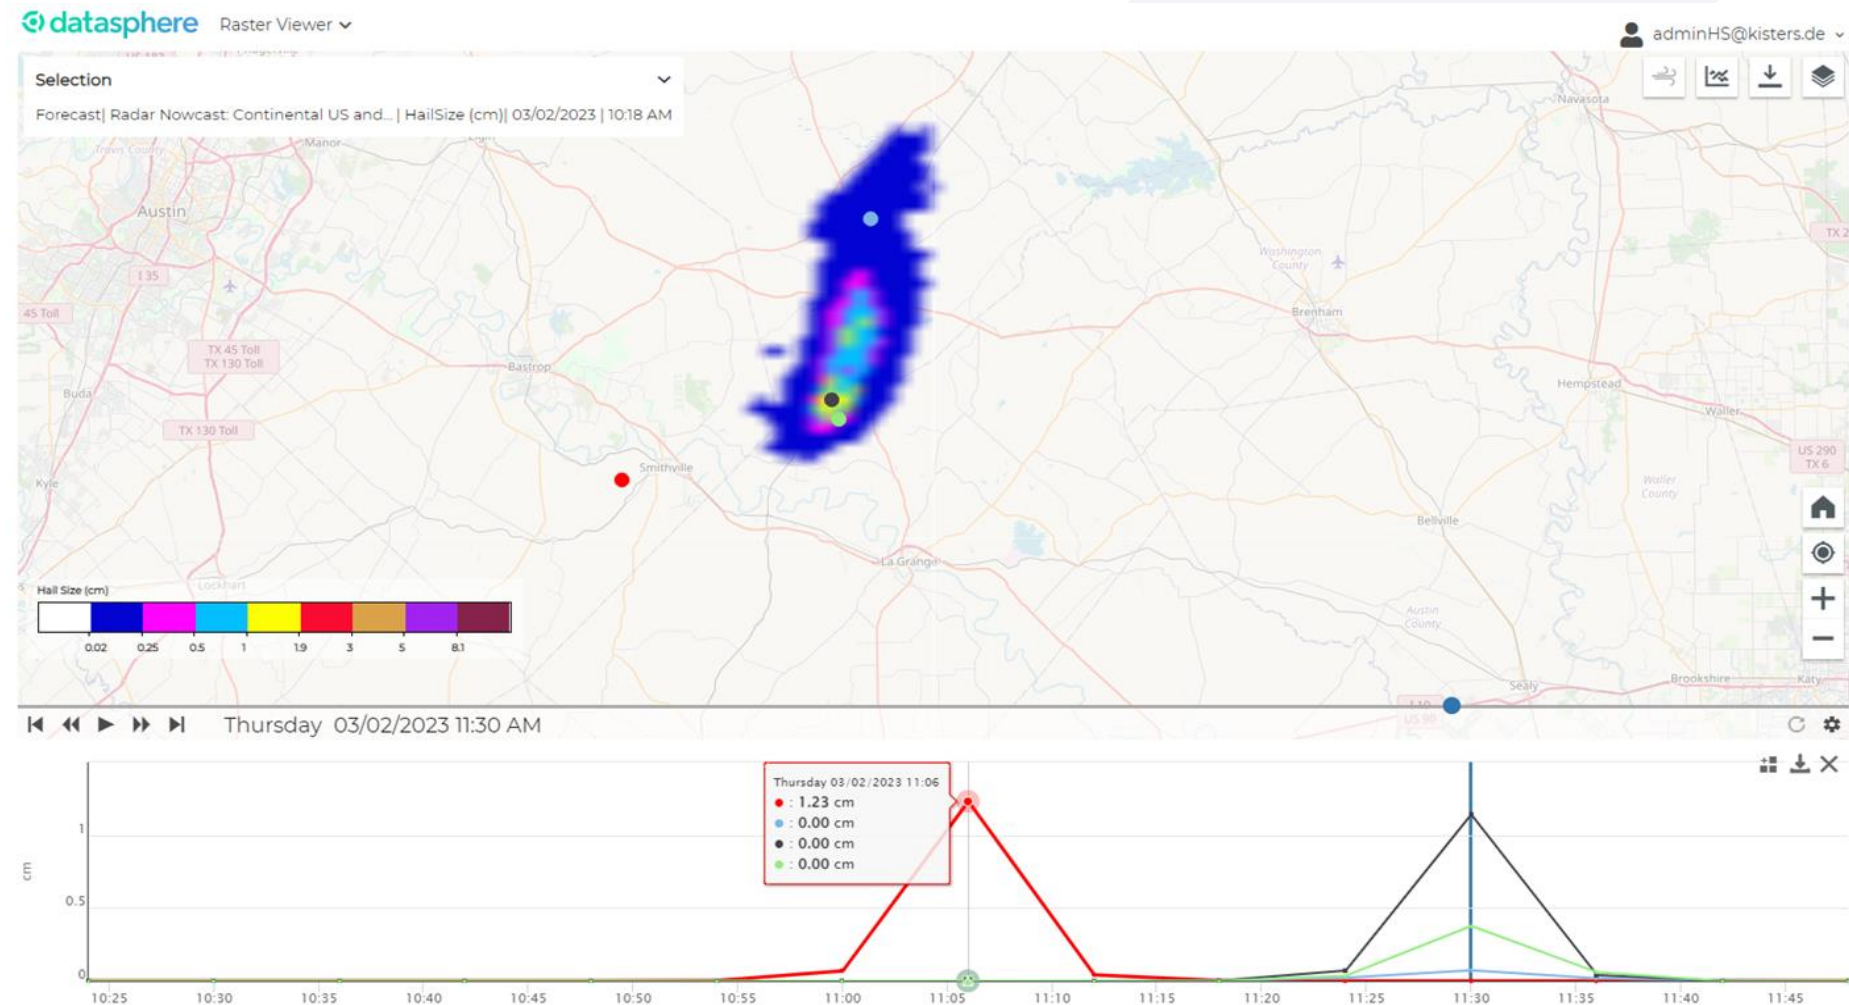 datasphere Raster Viewer
adminHS@kisters.de
Selection
Forecast| Radar Nowcast: Continental US and... | HailSize (cm)| 03/02/2023 | 10:18 AM
Navasota
Manor
Travis County
Austin
TX 2
Washington
County
I 35
45 Toll
Brenham
TX 45 Toll
TX 130 Toll
Bastrop
Buda
Hempstead
Waller
TX 130 Toll
US 290
TX 6
Smithville
Kyle
Waller
County
Bellville
La Grange
Lockhart
Hail Size (cm)
0.02 0.25 0.5 1 1.9 3 5 8.1
Austin
County
Sealy
Brookshire
Katy
I 10
US 90
Thursday 03/02/2023 11:30 AM
Thursday 03/02/2023 11:06
: 1.23 cm
: 0.00 cm
: 0.00 cm
: 0.00 cm
cm
1
0.5
0
10:25 10:30 10:35 10:40 10:45 10:50 10:55 11:00 11:05 11:10 11:15 11:20 11:25 11:30 11:35 11:40 11:45